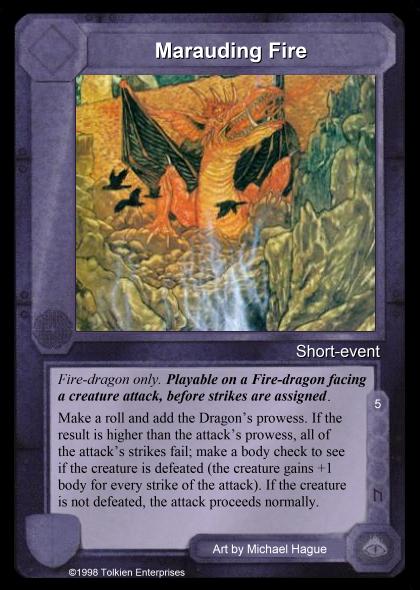 Marauding Fire
Short-event
Fire-dragon only. Playable on a Fire-dragon facing
a creature attack, before strikes are assigned.
5
Make a roll and add the Dragon's prowess. If the
result is higher than the attack's prowess, all of
the attack's strikes fail; make a body check to see
if the creature is defeated (the creature gains +1
body for every strike of the attack). If the creature
is not defeated, the attack proceeds normally.
Art by Michael Hague
©1998 Tolkien Enterprises